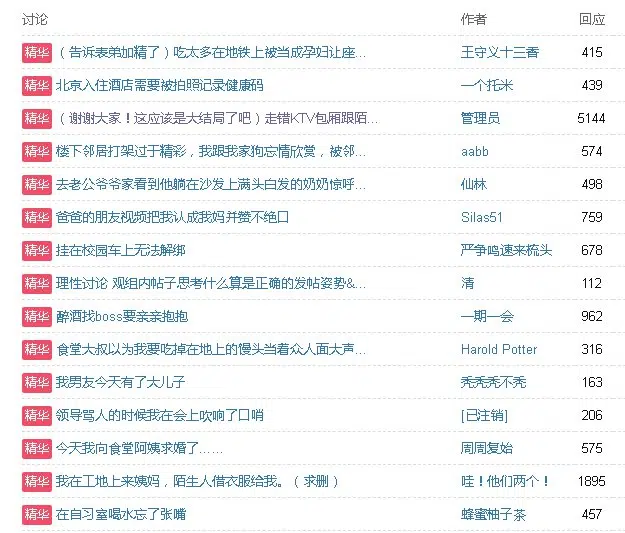 讨论 作者 回应
精华 (告诉表弟加精了)吃太多在地铁上被当成孕妇让座... 王守义十三香 415
精华 北京入住酒店需要被拍照记录健康码 一个托米 439
精华 (谢谢大家!这应该是大结局了吧)走错KTV包厢跟陌... 管理员 5144
精华 楼下邻居打架过于精彩,我跟我家狗忘情欣赏,被邻... aabb 574
精华 去老公爷爷家看到他躺在沙发上满头白发的奶奶惊呼... 仙林 498
精华 爸爸的朋友视频把我认成我妈并赞不绝口 Silas51 759
精华 挂在校园车上无法解绑 严争鸣速来梳头 678
精华 理性讨论 观组内帖子思考什么算是正确的发帖姿势&... 清 112
精华 醉酒找boss要亲亲抱抱 一期一会 962
精华 食堂大叔以为我要吃掉在地上的馒头当着众人面大声... Harold Potter 316
精华 我男友今天有了大儿子 秃秃秃不秃 163
精华 领导骂人的时候我在会上吹响了口哨 [已注销] 206
精华 今天我向食堂阿姨求婚了…… 周周复始 575
精华 我在工地上来姨妈,陌生人借衣服给我。(求删) 哇!他们两个! 1895
精华 在自习室喝水忘了张嘴 蜂蜜柚子茶 457